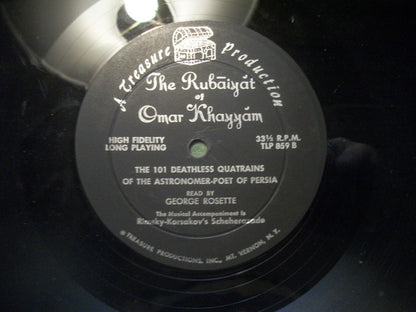 A Treasure Production
The Rubāiyāt
of
Omar Khayyām
HIGH FIDELITY
LONG PLAYING
33⅓ R.P.M.
TLP 859 B
THE 101 DEATHLESS QUATRAINS
OF THE ASTRONOMER-POET OF PERSIA
READ BY
GEORGE ROSETTE
The Musical Accompaniment Is
Rimsky-Korsakov's Scheherazade
TREASURE PRODUCTIONS, INC., MT. VERNON, N. Y.